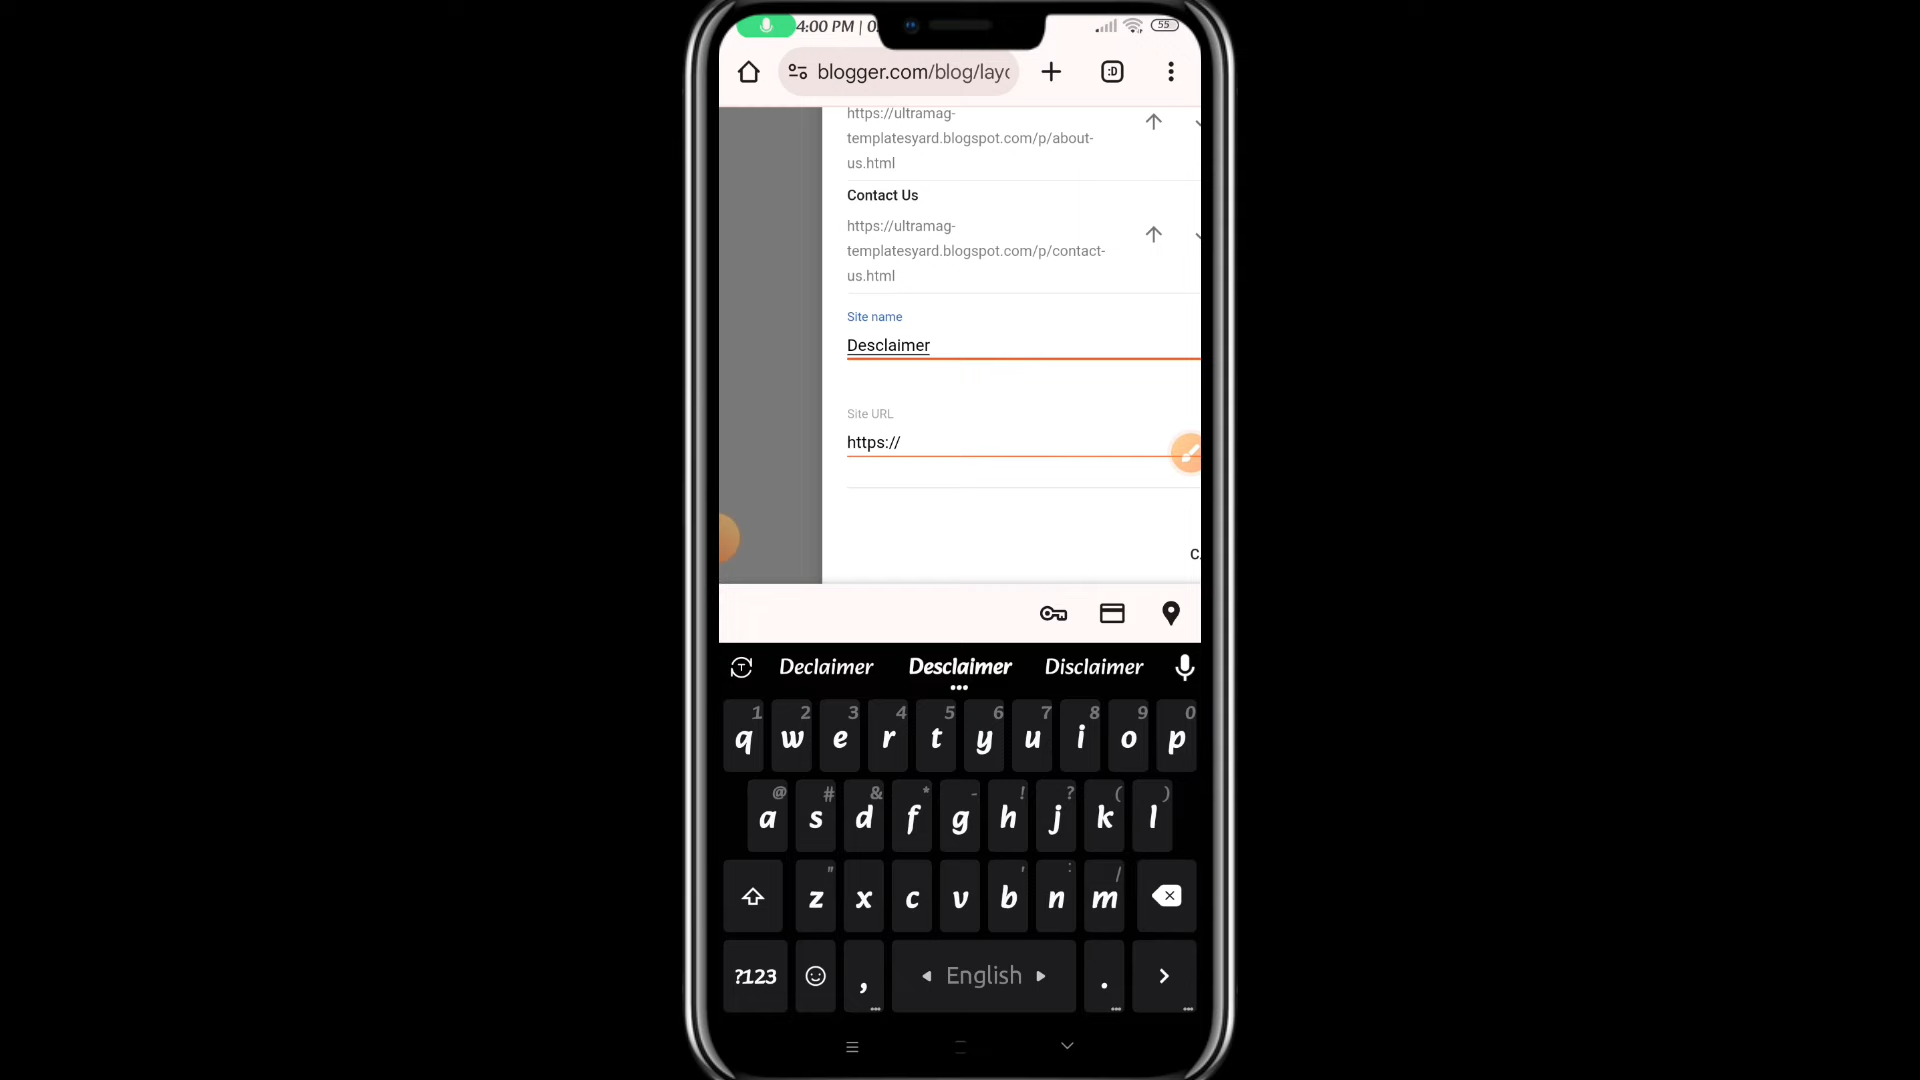 4:00 PM | 0
55
blogger.com/blog/layo
:D
https://ultramag-
templatesyard.blogspot.com/p/about-
us.html
Contact Us
https://ultramag-
templatesyard.blogspot.com/p/contact-
us.html
Site name
Desclaimer
Site URL
https://
C
Declaimer Desclaimer Disclaimer
1 2 3 4 5 6 7 8 9 0
q w e r t y u i o p
@ # & * - ! ? ( )
a s d f g h j k l
" ' : /
z x c v b n m
?123 , English .